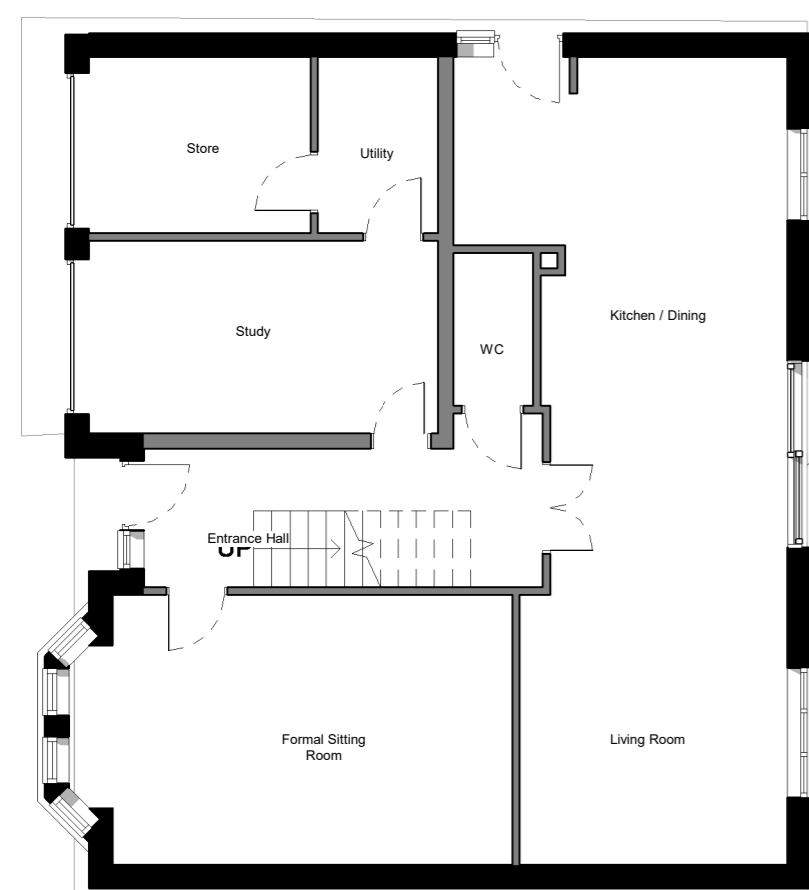 Store
Utility
Study
Kitchen / Dining
WC
Entrance Hall
UP
Formal Sitting
Room
Living Room